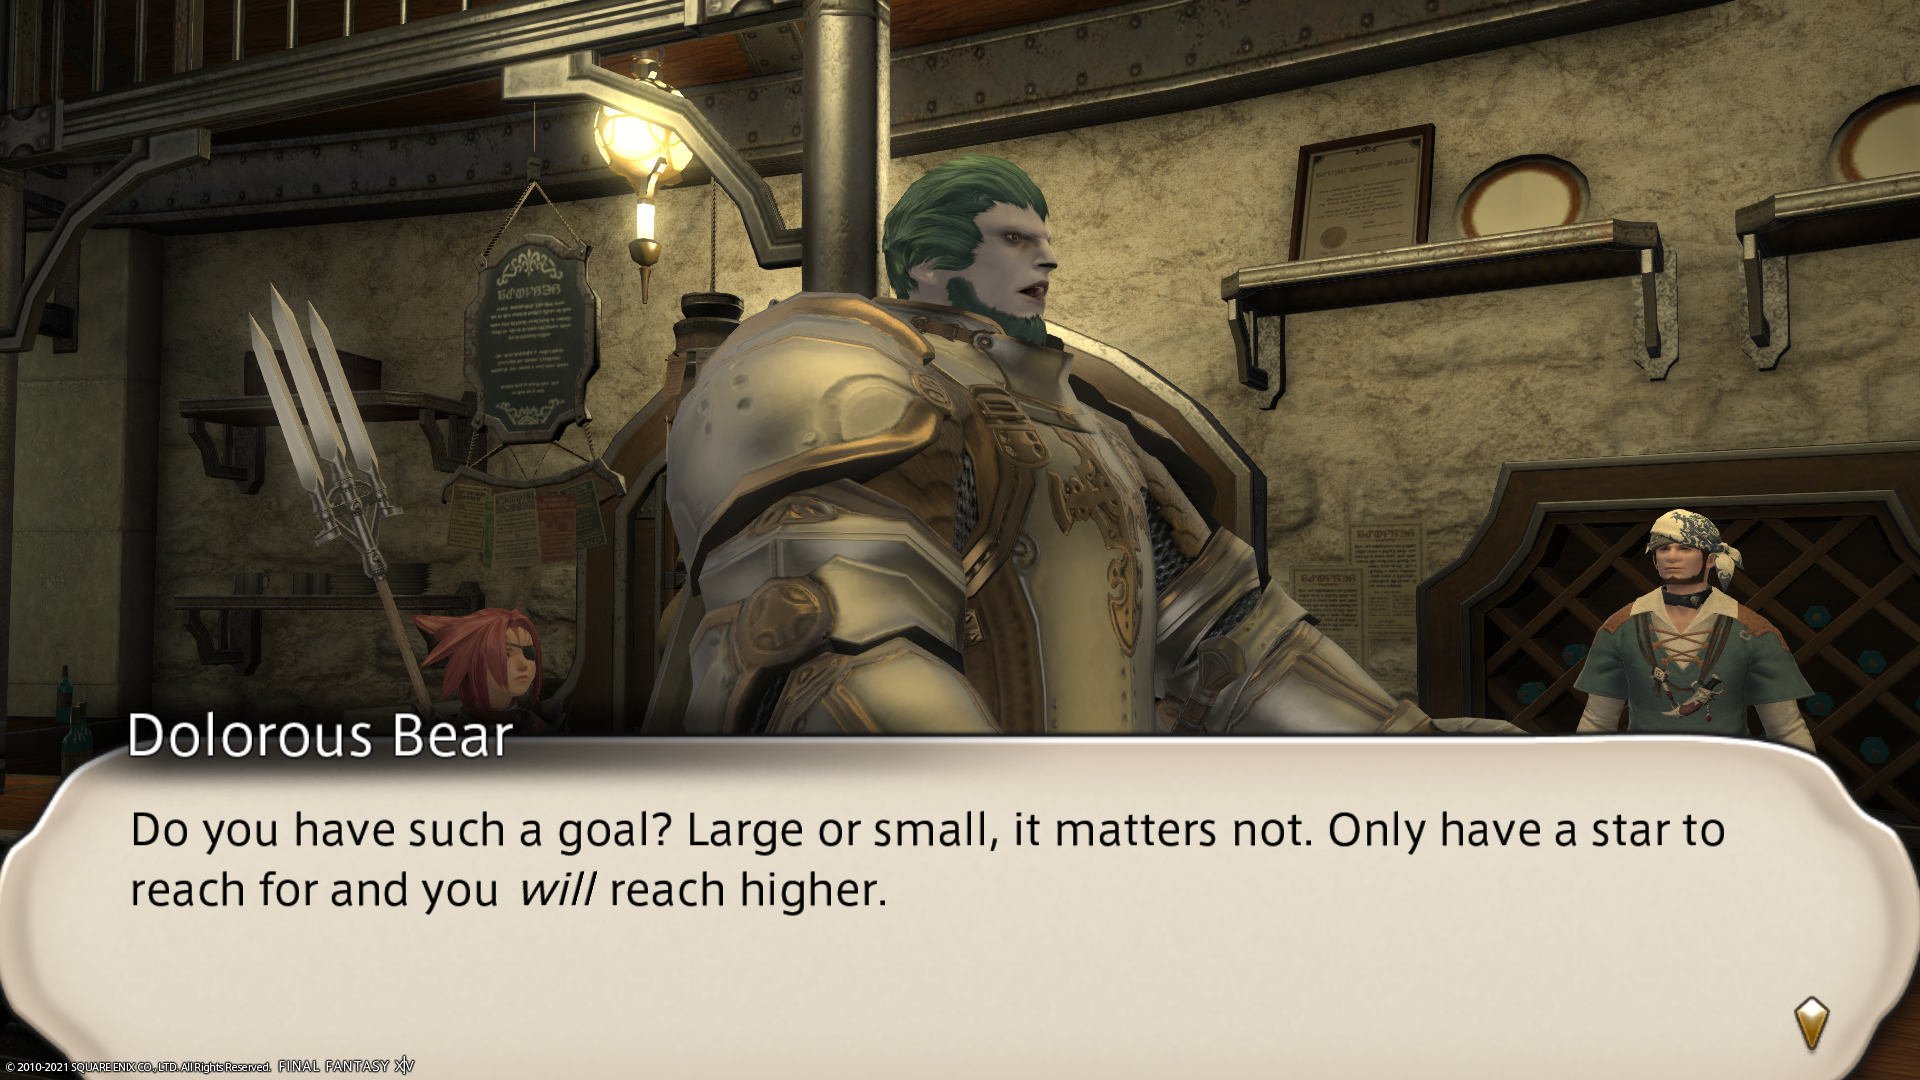 Dolorous Bear
Do you have such a goal? Large or small, it matters not. Only have a star to
reach for and you will reach higher.
© 2010-2021 SQUARE ENIX CO., LTD. All Rights Reserved. FINAL FANTASY XIV